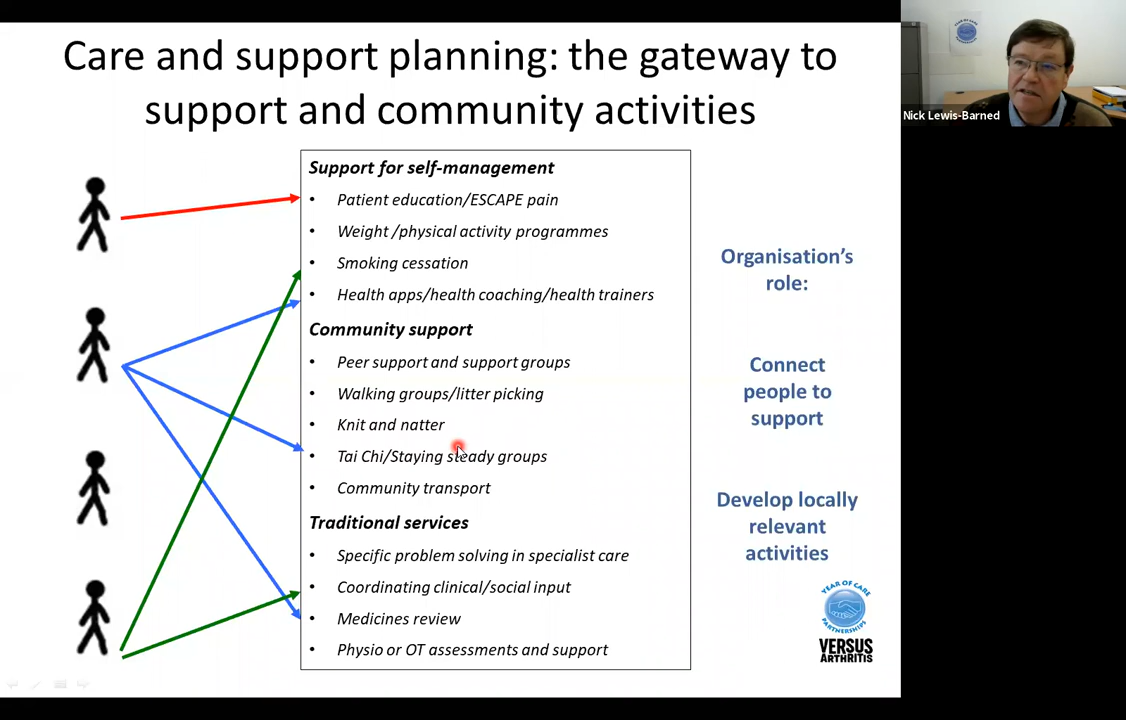 Care and support planning: the gateway to
support and community activities
Nick Lewis-Barned
Support for self-management
• Patient education/ESCAPE pain
• Weight /physical activity programmes
• Smoking cessation
• Health apps/health coaching/health trainers
Community support
• Peer support and support groups
• Walking groups/litter picking
• Knit and natter
• Tai Chi/Staying steady groups
• Community transport
Traditional services
• Specific problem solving in specialist care
• Coordinating clinical/social input
• Medicines review
• Physio or OT assessments and support
Organisation's
role:
Connect
people to
support
Develop locally
relevant
activities
YEAR OF CARE
PARTNERSHIPS
VERSUS
ARTHRITIS